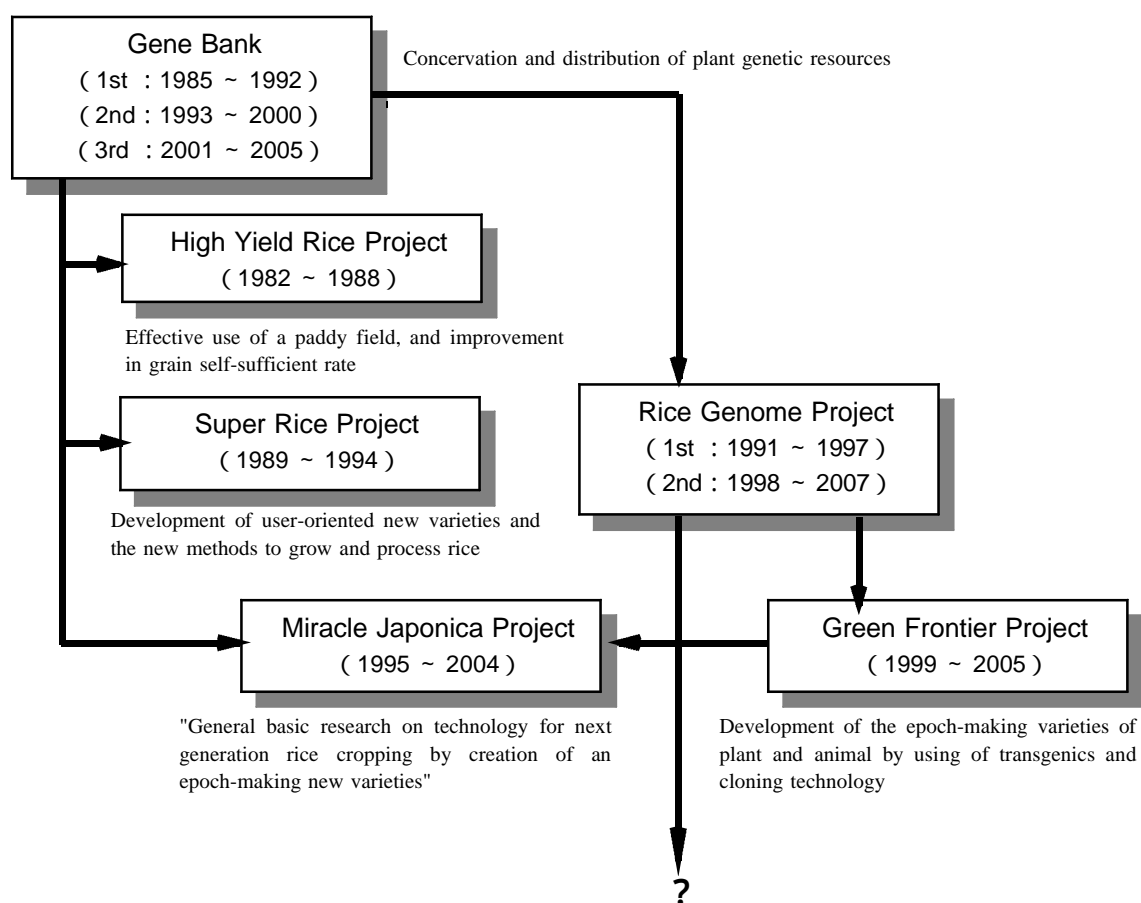 Gene Bank
( 1st : 1985 ~ 1992 )
( 2nd : 1993 ~ 2000 )
( 3rd : 2001 ~ 2005 )
Concervation and distribution of plant genetic resources
High Yield Rice Project
( 1982 ~ 1988 )
Effective use of a paddy field, and improvement
in grain self-sufficient rate
Super Rice Project
( 1989 ~ 1994 )
Development of user-oriented new varieties and
the new methods to grow and process rice
Rice Genome Project
( 1st : 1991 ~ 1997 )
( 2nd : 1998 ~ 2007 )
Miracle Japonica Project
( 1995 ~ 2004 )
"General basic research on technology for next
generation rice cropping by creation of an
epoch-making new varieties"
Green Frontier Project
( 1999 ~ 2005 )
Development of the epoch-making varieties of
plant and animal by using of transgenics and
cloning technology
?